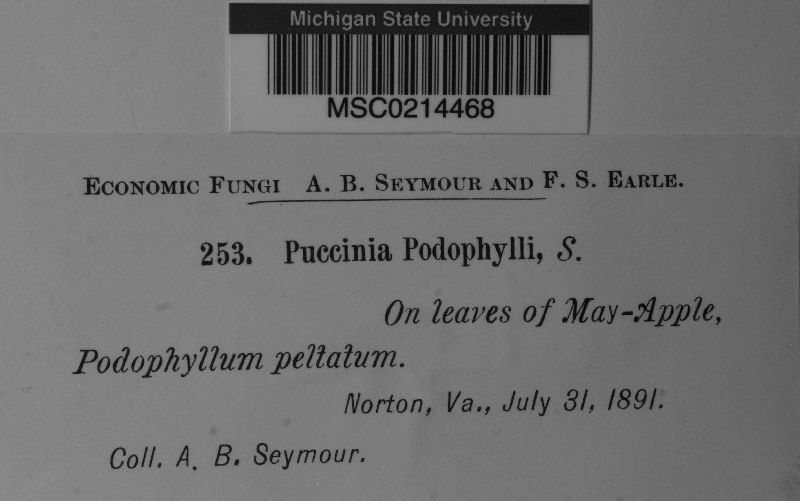 Michigan State University
MSC0214468
Economic Fungi A. B. Seymour and F. S. Earle.
253. Puccinia Podophylli, S.
On leaves of May-Apple,
Podophyllum peltatum.
Norton, Va., July 31, 1891.
Coll. A. B. Seymour.